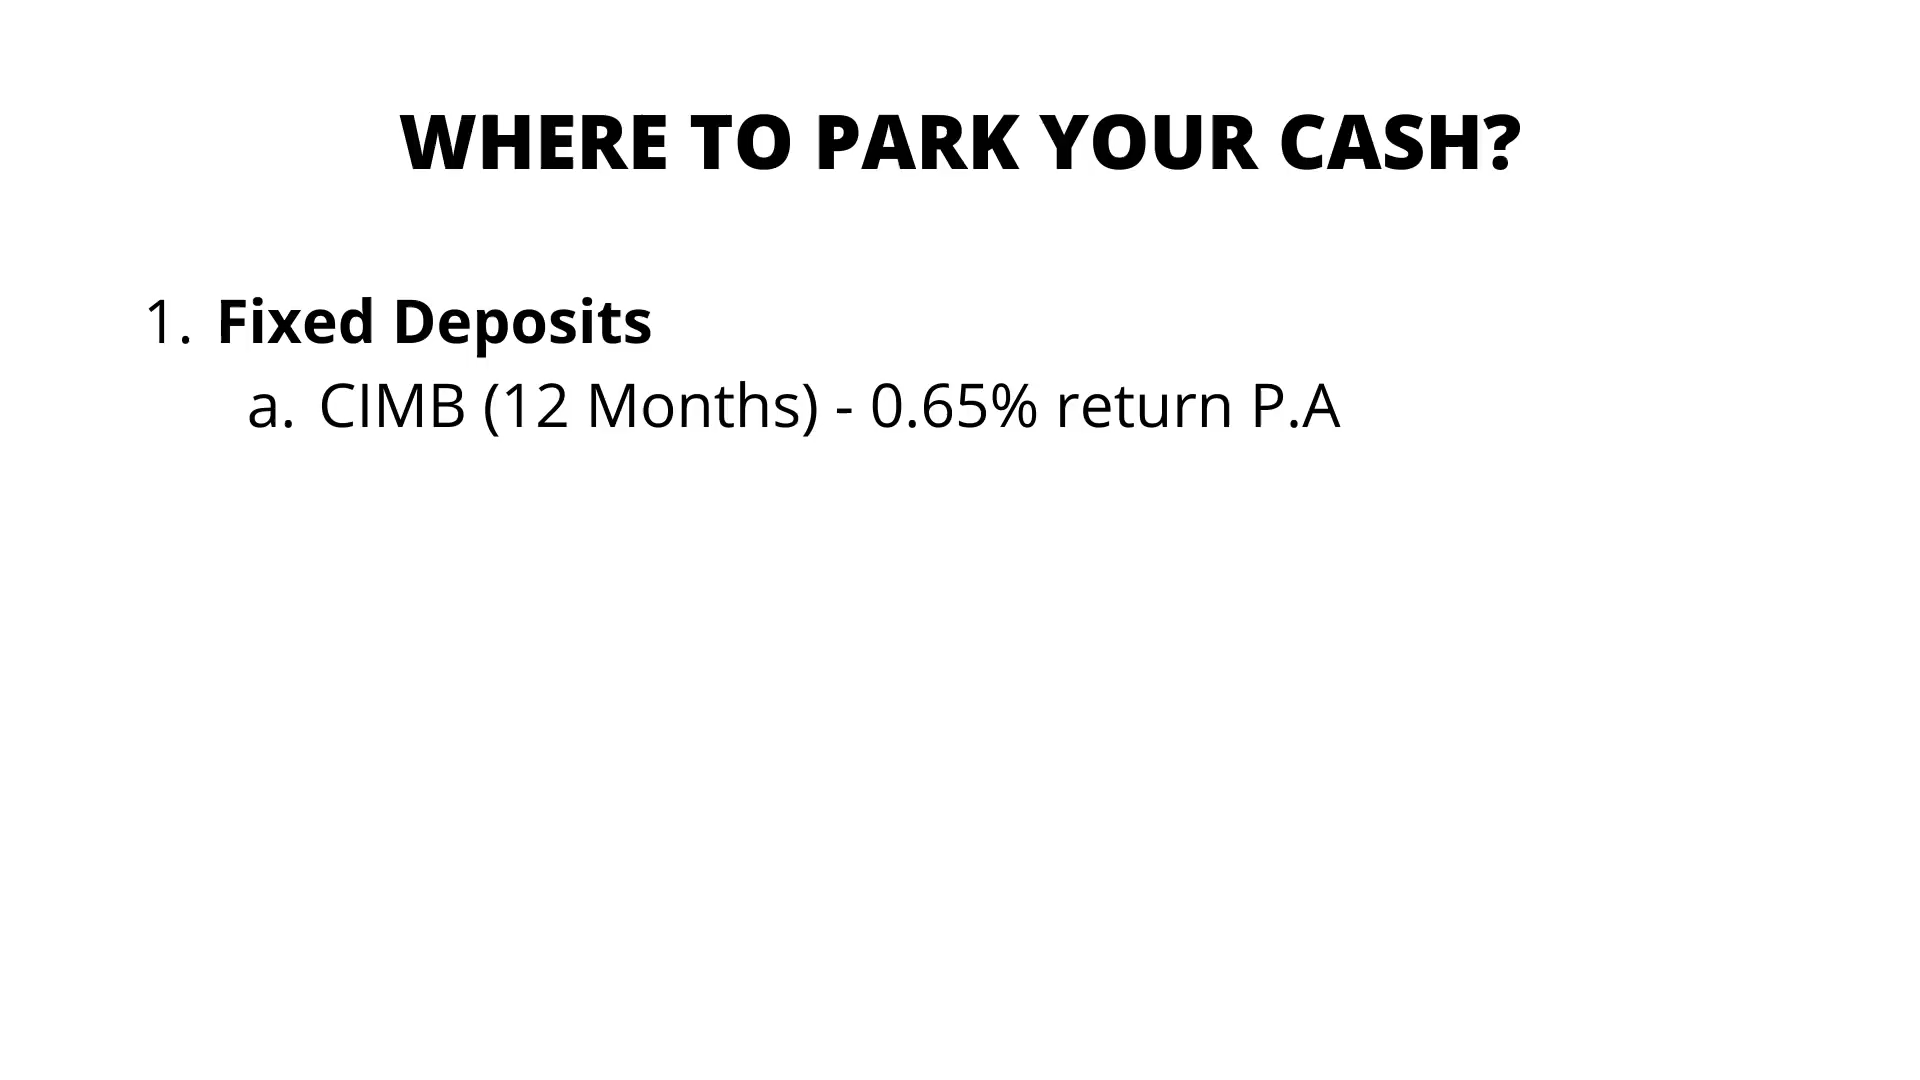 WHERE TO PARK YOUR CASH?
1. Fixed Deposits
a. CIMB (12 Months) - 0.65% return P.A